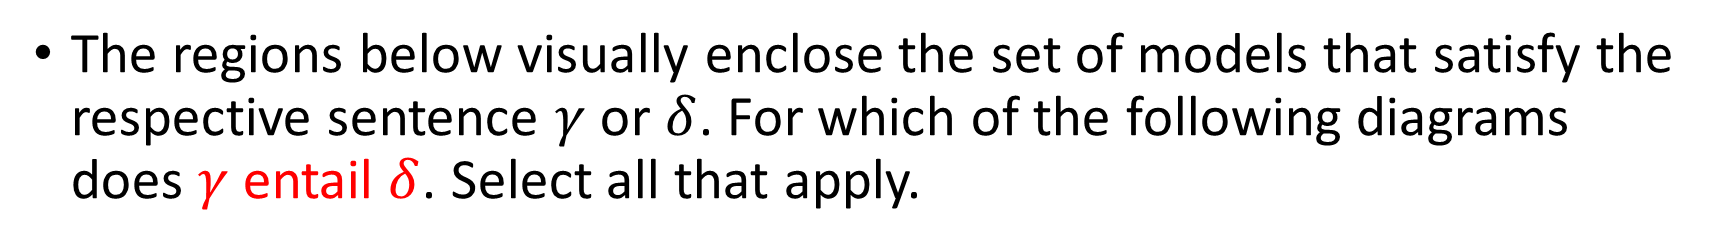 • The regions below visually enclose the set of models that satisfy the
respective sentence γ or δ. For which of the following diagrams
does γ entail δ. Select all that apply.